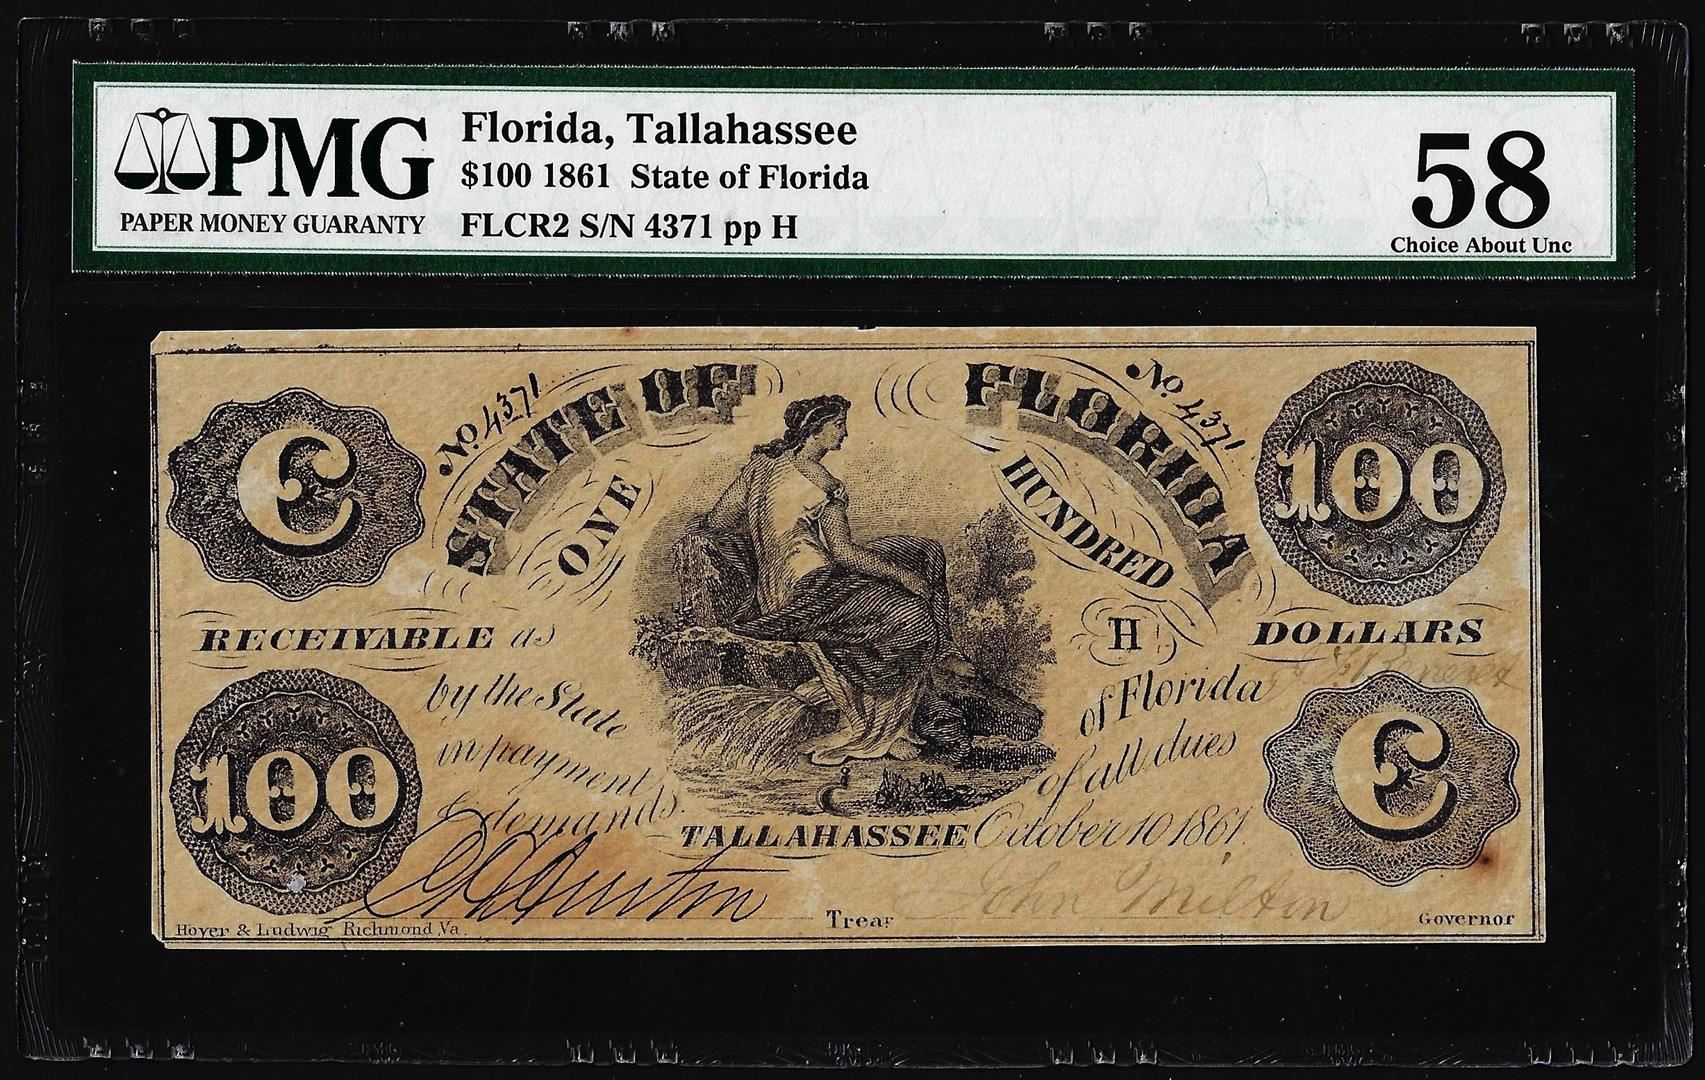 PMG
PAPER MONEY GUARANTY
Florida, Tallahassee
$100 1861 State of Florida
FLCR2 S/N 4371 pp H
58
Choice About Unc
No. 4371
No. 4371
STATE OF FLORIDA
C
100
ONE HUNDRED
RECEIVABLE as
H
DOLLARS
by the State
of Florida
in payment
of all dues
& demands.
100
C
TALLAHASSEE October 10 1861
Trear
John Milton
Governor
Hoyer & Ludwig Richmond, Va.
PMG